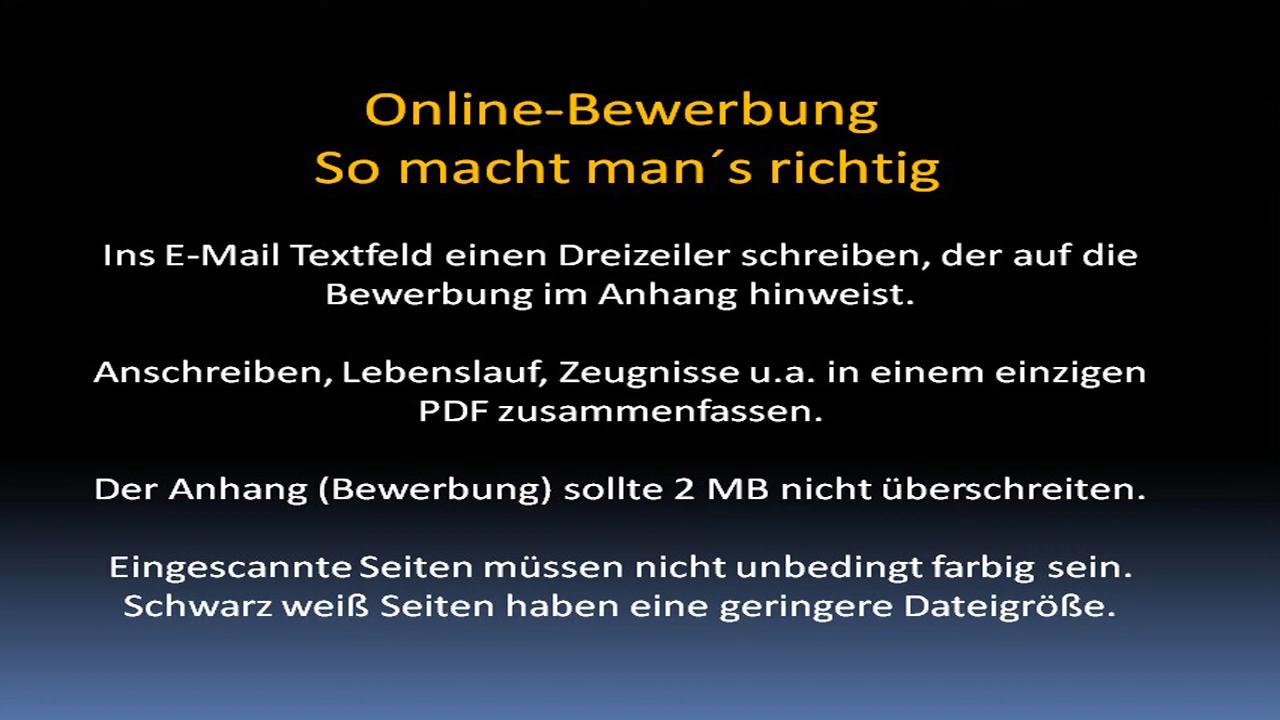 Online-Bewerbung
So macht man´s richtig
Ins E-Mail Textfeld einen Dreizeiler schreiben, der auf die
Bewerbung im Anhang hinweist.
Anschreiben, Lebenslauf, Zeugnisse u.a. in einem einzigen
PDF zusammenfassen.
Der Anhang (Bewerbung) sollte 2 MB nicht überschreiten.
Eingescannte Seiten müssen nicht unbedingt farbig sein.
Schwarz weiß Seiten haben eine geringere Dateigröße.